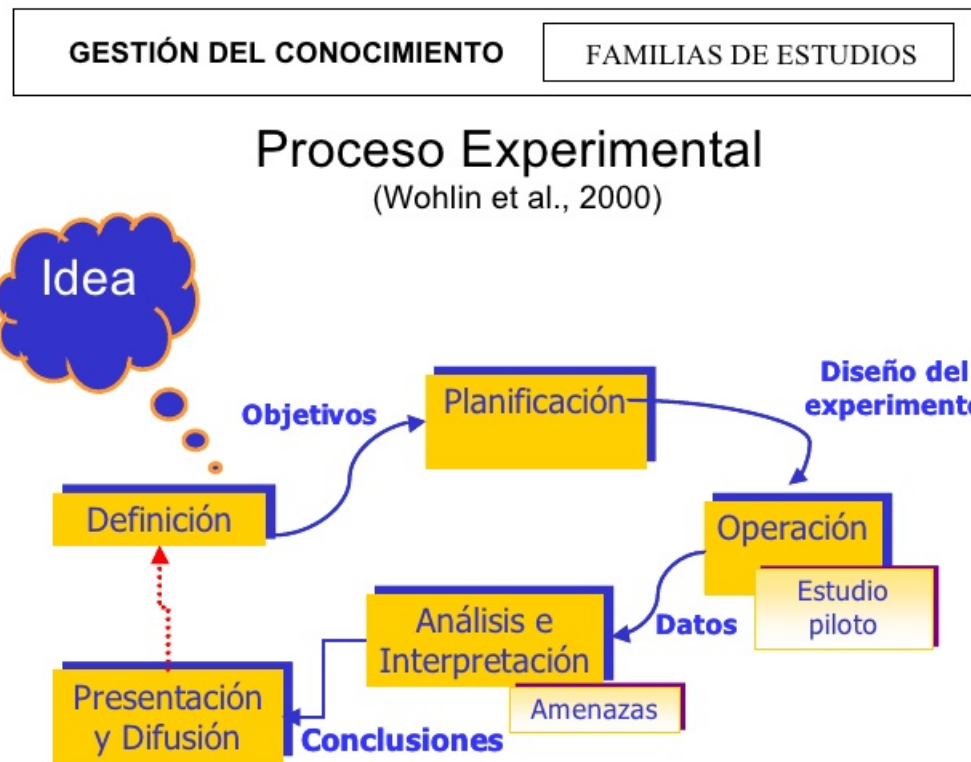 GESTIÓN DEL CONOCIMIENTO
FAMILIAS DE ESTUDIOS
Proceso Experimental
(Wohlin et al., 2000)
Idea
Objetivos
Planificación
Diseño del
experimento
Definición
Operación
Estudio
piloto
Datos
Análisis e
Interpretación
Amenazas
Conclusiones
Presentación
y Difusión